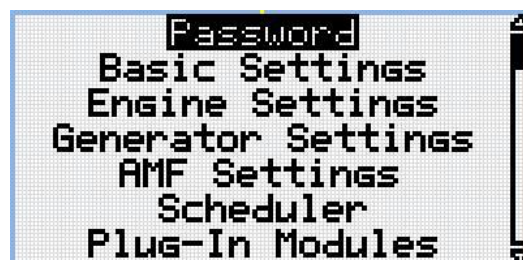 Password
Basic Settings
Engine Settings
Generator Settings
AMF Settings
Scheduler
Plug-In Modules